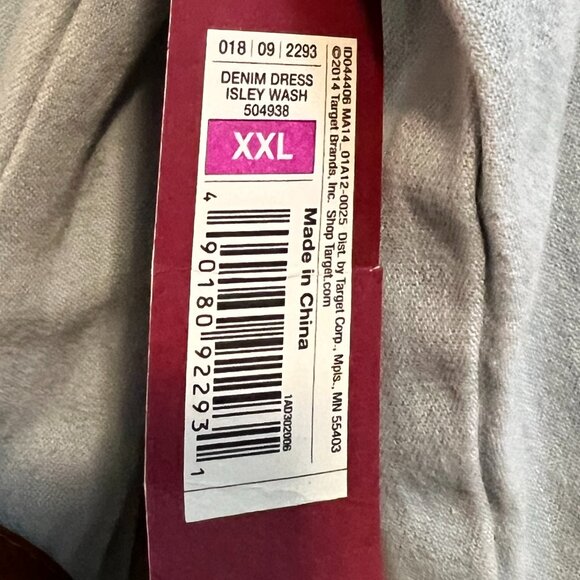 018 | 09 | 2293
DENIM DRESS
ISLEY WASH
504938
XXL
Made in China
4 90180 92293 1
1AD302006
ID044406 MA14_01A12-0025 Dist. by Target Corp., Mpls., MN 55403
©2014 Target Brands, Inc. Shop Target.com